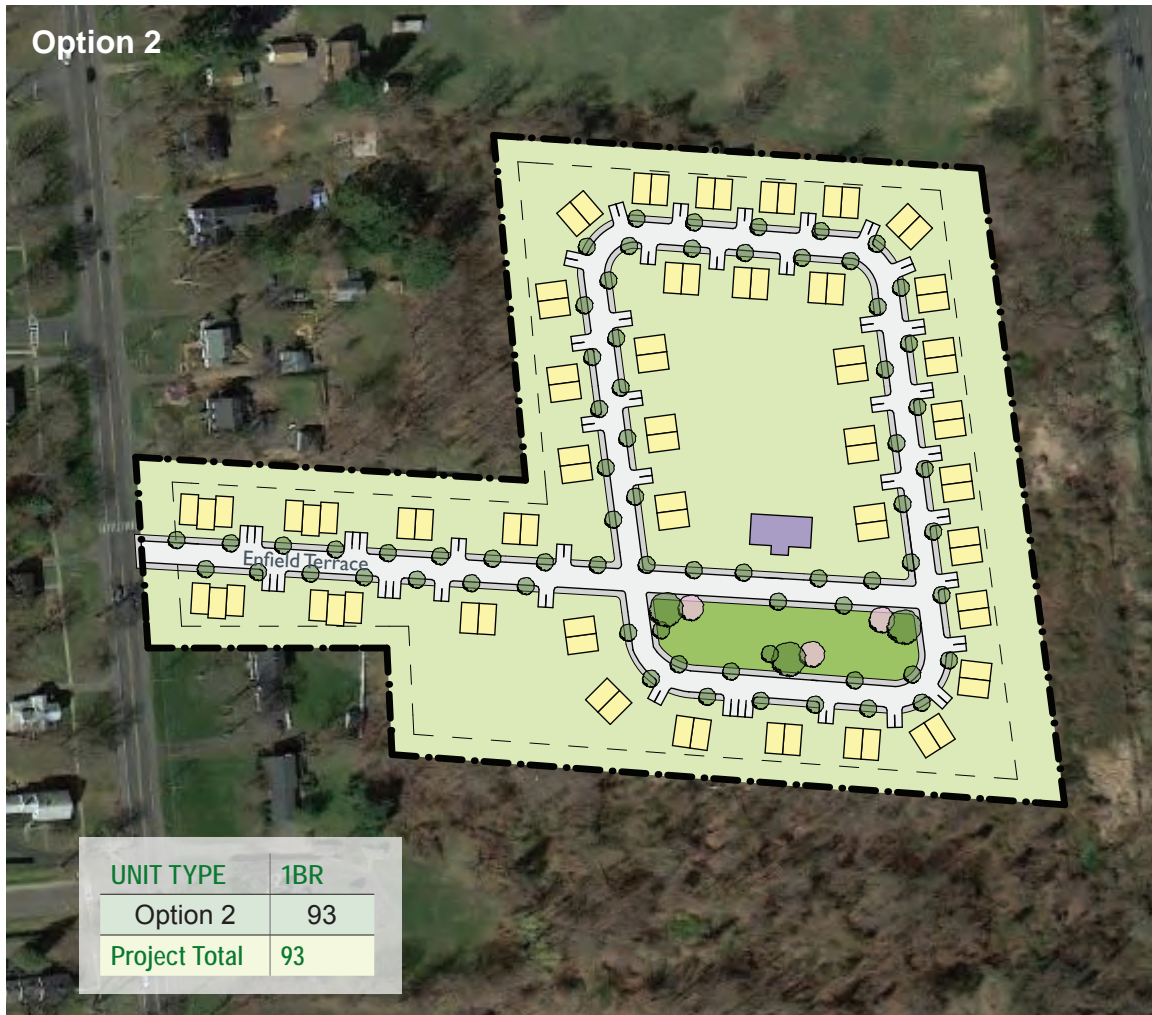 Option 2
Enfield Terrace
UNIT TYPE 1BR
Option 2 93
Project Total 93